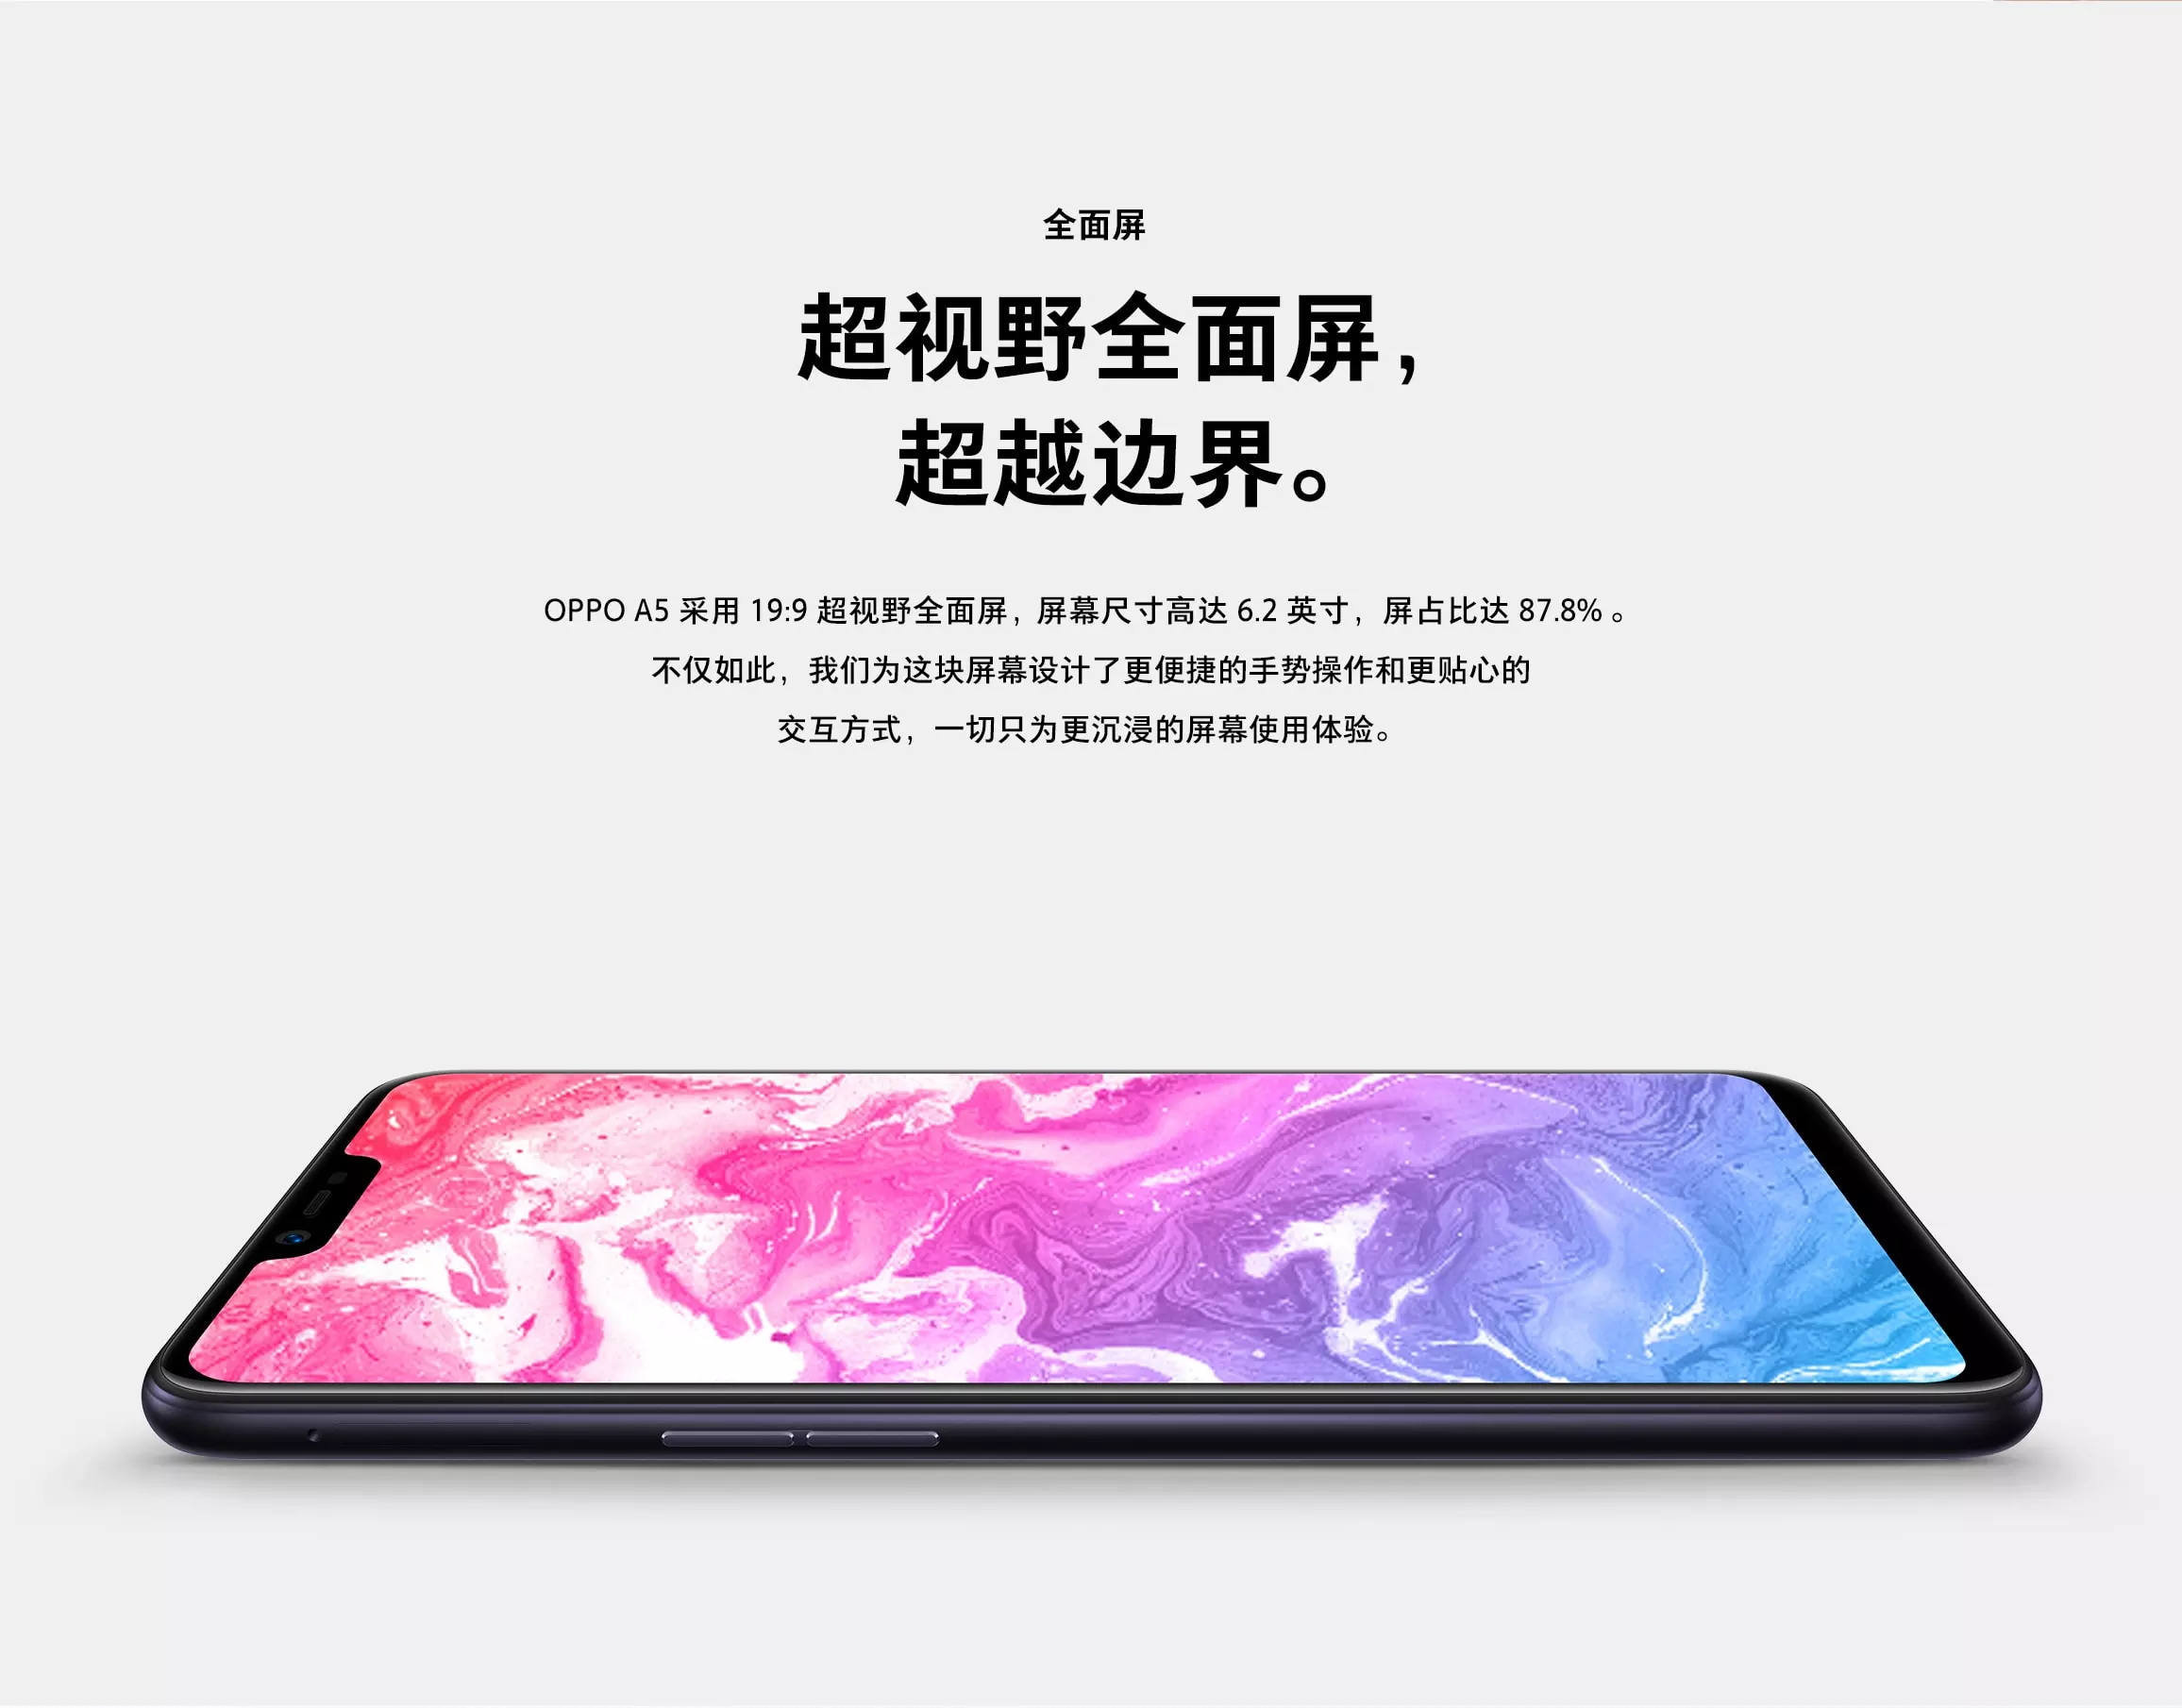 全面屏
超视野全面屏，
超越边界。
OPPO A5 采用 19:9 超视野全面屏，屏幕尺寸高达 6.2 英寸，屏占比达 87.8% 。
不仅如此，我们为这块屏幕设计了更便捷的手势操作和更贴心的
交互方式，一切只为更沉浸的屏幕使用体验。